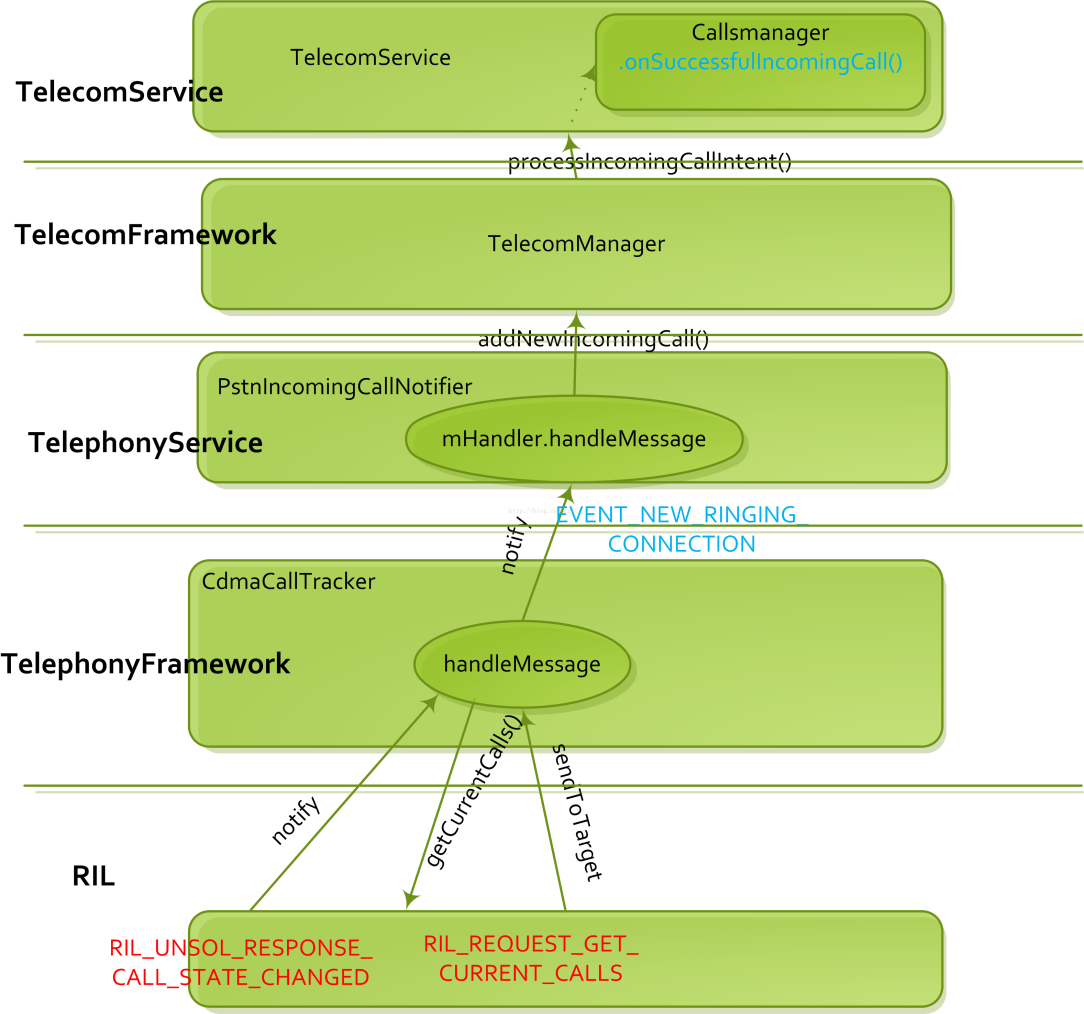 Callsmanager
.onSuccessfulIncomingCall()
TelecomService
TelecomService
processIncomingCallIntent()
TelecomFramework
TelecomManager
addNewIncomingCall()
PstnIncomingCallNotifier
mHandler.handleMessage
TelephonyService
EVENT_NEW_RINGING_
CONNECTION
notify
CdmaCallTracker
handleMessage
TelephonyFramework
notify
getCurrentCalls()
sendToTarget
RIL
RIL_UNSOL_RESPONSE_
CALL_STATE_CHANGED
RIL_REQUEST_GET_
CURRENT_CALLS